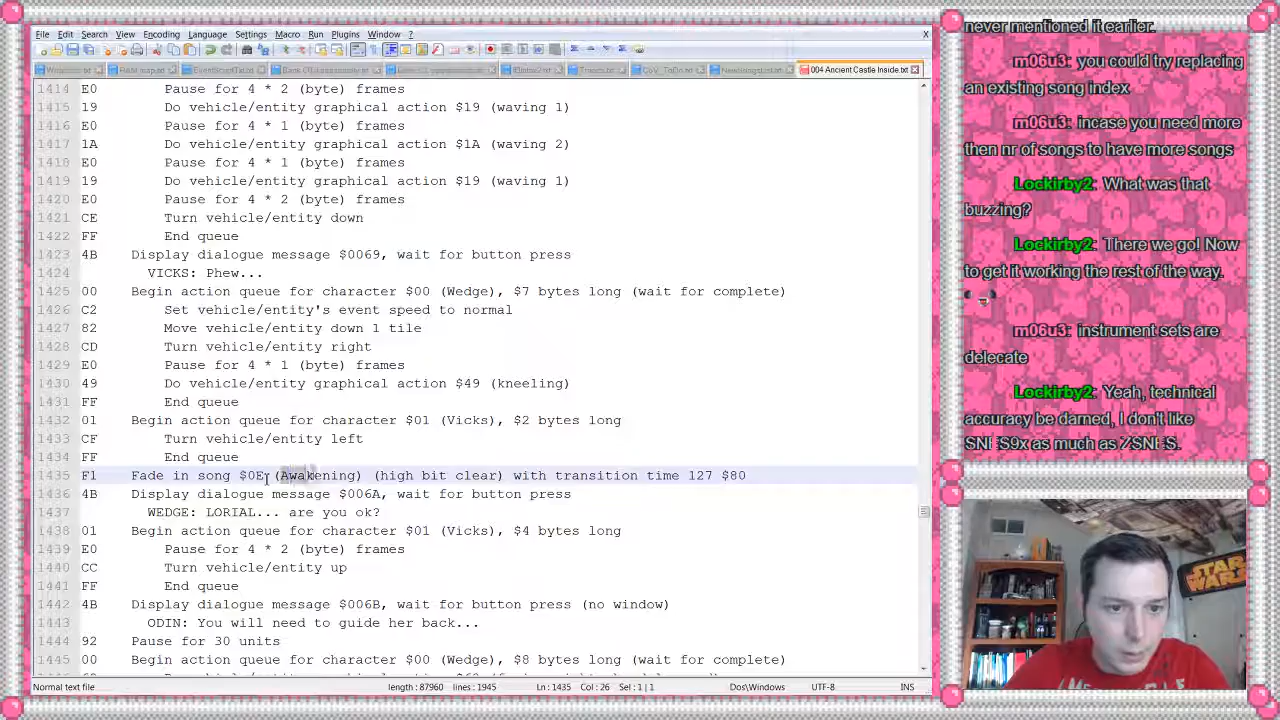 File Edit Search View Encoding Language Settings Macro Run Plugins Window X
004 Ancient Castle Inside.txt
1414 E0 Pause for 4 * 2 (byte) frames
1415 19 Do vehicle/entity graphical action $19 (waving 1)
1416 E0 Pause for 4 * 1 (byte) frames
1417 1A Do vehicle/entity graphical action $1A (waving 2)
1418 E0 Pause for 4 * 1 (byte) frames
1419 19 Do vehicle/entity graphical action $19 (waving 1)
1420 E0 Pause for 4 * 2 (byte) frames
1421 CE Turn vehicle/entity down
1422 FF End queue
1423 4B Display dialogue message $0069, wait for button press
1424 VICKS: Phew...
1425 00 Begin action queue for character $00 (Wedge), $7 bytes long (wait for complete)
1426 C2 Set vehicle/entity's event speed to normal
1427 82 Move vehicle/entity down 1 tile
1428 CD Turn vehicle/entity right
1429 E0 Pause for 4 * 1 (byte) frames
1430 49 Do vehicle/entity graphical action $49 (kneeling)
1431 FF End queue
1432 01 Begin action queue for character $01 (Vicks), $2 bytes long
1433 CF Turn vehicle/entity left
1434 FF End queue
1435 F1 Fade in song $0E (Awakening) (high bit clear) with transition time 127 $80
1436 4B Display dialogue message $006A, wait for button press
1437 WEDGE: LORIAL... are you ok?
1438 01 Begin action queue for character $01 (Vicks), $4 bytes long
1439 E0 Pause for 4 * 2 (byte) frames
1440 CC Turn vehicle/entity up
1441 FF End queue
1442 4B Display dialogue message $006B, wait for button press (no window)
1443 ODIN: You will need to guide her back...
1444 92 Pause for 30 units
1445 00 Begin action queue for character $00 (Wedge), $8 bytes long (wait for complete)
Normal text file length : 87960 lines : 1945 Ln : 1435 Col : 26 Sel : 1 | 1 Dos\Windows UTF-8 INS
never mentioned it earlier.
m06u3: you could try replacing
an existing song index
m06u3: incase you need more
then nr of songs to have more songs
Lockirby2: What was that
buzzing?
Lockirby2: There we go! Now
to get it working the rest of the way.
m06u3: instrument sets are
delecate
Lockirby2: Yeah, technical
accuracy be darned, I don't like
SNES9x as much as ZSNES.
STAR
WARS